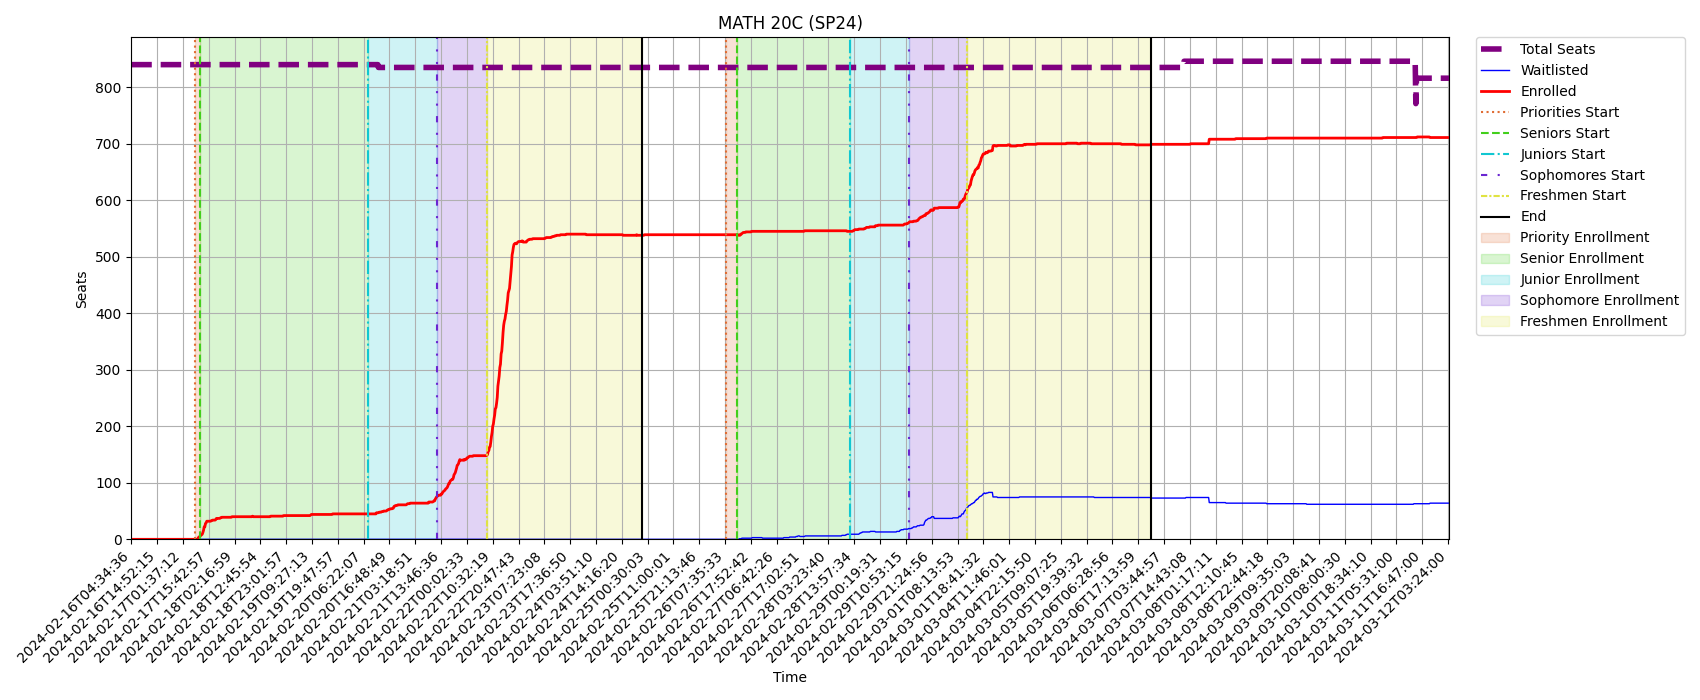 MATH 20C (SP24)
Seats
800
700
600
500
400
300
200
100
0
2024-02-16T04:34:36
2024-02-16T14:52:15
2024-02-17T01:37:12
2024-02-17T15:42:57
2024-02-18T02:16:59
2024-02-18T12:45:54
2024-02-18T23:01:57
2024-02-19T09:27:13
2024-02-19T19:47:57
2024-02-20T06:22:07
2024-02-20T16:48:49
2024-02-21T03:18:51
2024-02-21T13:46:36
2024-02-22T00:02:33
2024-02-22T10:32:19
2024-02-22T20:47:43
2024-02-23T07:23:08
2024-02-23T17:36:50
2024-02-24T03:51:10
2024-02-24T14:16:20
2024-02-25T00:30:03
2024-02-25T11:00:01
2024-02-25T21:13:46
2024-02-26T07:35:33
2024-02-26T17:52:42
2024-02-27T06:42:26
2024-02-27T17:02:51
2024-02-28T03:23:40
2024-02-28T13:57:34
2024-02-29T00:19:31
2024-02-29T10:53:15
2024-02-29T21:24:56
2024-03-01T08:13:53
2024-03-01T18:41:32
2024-03-04T11:46:01
2024-03-04T22:15:50
2024-03-05T09:07:25
2024-03-05T19:39:32
2024-03-06T06:28:56
2024-03-06T17:13:59
2024-03-07T03:44:57
2024-03-07T14:43:08
2024-03-08T01:17:11
2024-03-08T12:10:45
2024-03-08T22:44:18
2024-03-09T09:35:03
2024-03-09T20:08:41
2024-03-10T08:00:30
2024-03-10T18:34:10
2024-03-11T05:31:00
2024-03-11T16:47:00
2024-03-12T03:24:00
Time
Total Seats
Waitlisted
Enrolled
Priorities Start
Seniors Start
Juniors Start
Sophomores Start
Freshmen Start
End
Priority Enrollment
Senior Enrollment
Junior Enrollment
Sophomore Enrollment
Freshmen Enrollment